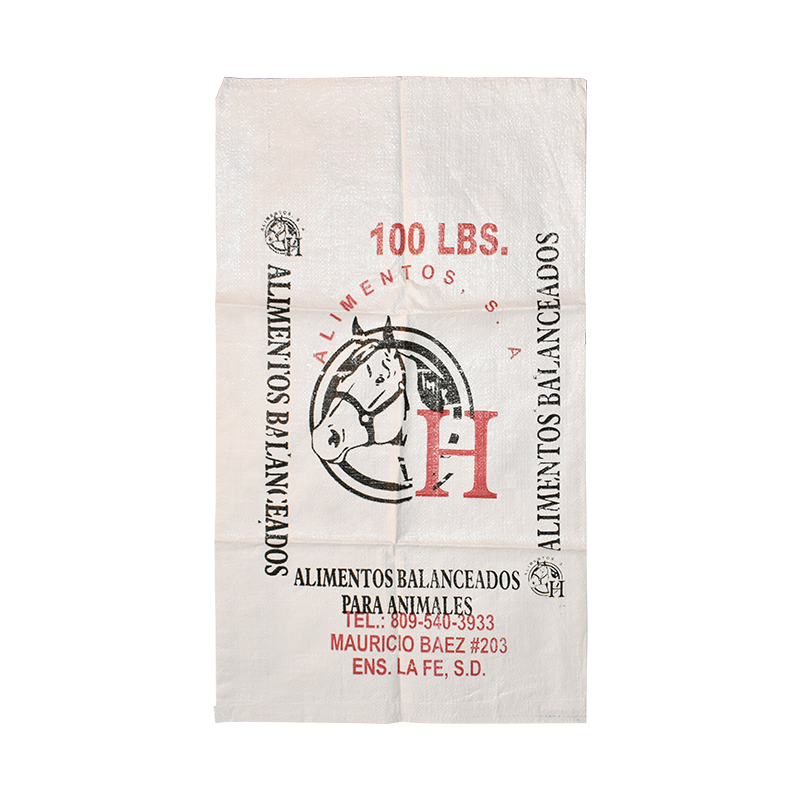 100 LBS.
ALIMENTOS, S. A
H
ALIMENTOS, S. A
H
ALIMENTOS BALANCEADOS
ALIMENTOS BALANCEADOS
H
ALIMENTOS BALANCEADOS
PARA ANIMALES
TEL.: 809-540-3933
MAURICIO BAEZ #203
ENS. LA FE, S.D.